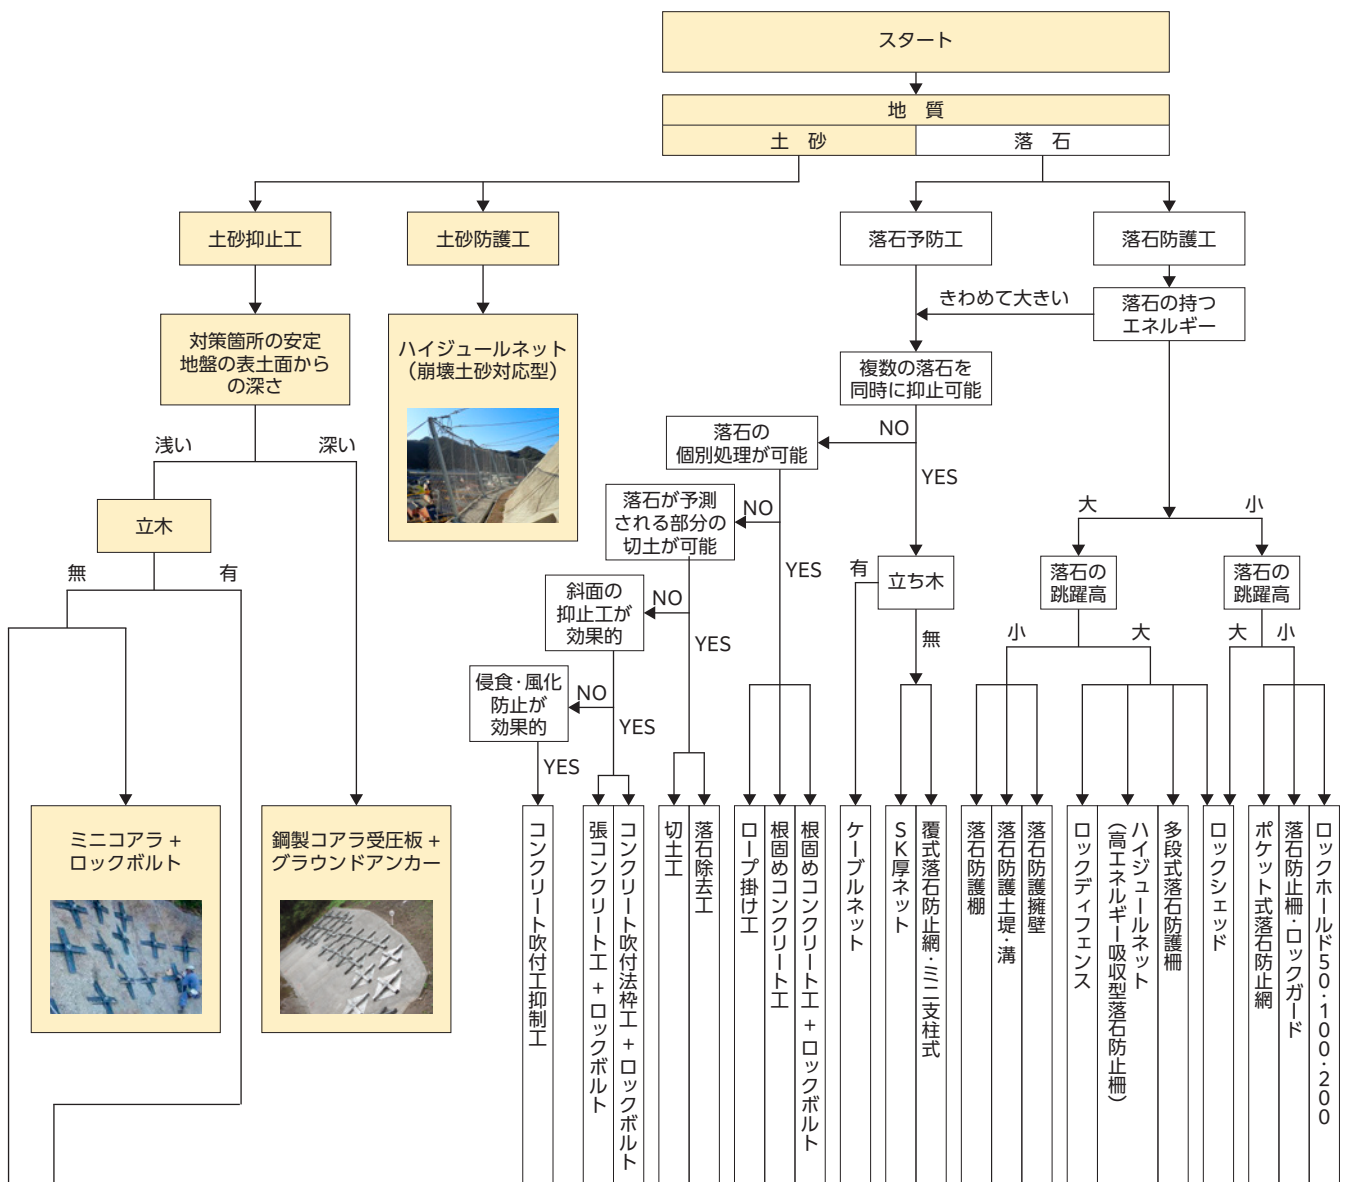 スタート
地　質
土　砂
落　石
土砂抑止工
土砂防護工
落石予防工
落石防護工
対策箇所の安定
地盤の表土面から
の深さ
ハイジュールネット
（崩壊土砂対応型）
きわめて大きい
落石の持つ
エネルギー
複数の落石を
同時に抑止可能
浅い
深い
NO
YES
落石の
個別処理が可能
立木
無
有
NO
YES
落石が予測
される部分の
切土が可能
有
立ち木
無
大
小
落石の
跳躍高
落石の
跳躍高
NO
YES
斜面の
抑止工が
効果的
小
大
大
小
NO
YES
侵食・風化
防止が
効果的
YES
ミニコアラ +
ロックボルト
鋼製コアラ受圧板 +
グラウンドアンカー
コンクリート吹付工抑制工
張コンクリート工 + ロックボルト
コンクリート吹付法枠工 + ロックボルト
切土工
落石除去工
ロープ掛け工
根固めコンクリート工
根固めコンクリート工 + ロックボルト
ケーブルネット
SK厚ネット
覆式落石防止網・ミニ支柱式
落石防護棚
落石防護土堤・溝
落石防護擁壁
ロックディフェンス
ハイジュールネット
（高エネルギー吸収型落石防止柵）
多段式落石防護柵
ロックシェッド
ポケット式落石防止網
落石防止柵・ロックガード
ロックホールド50・100・200